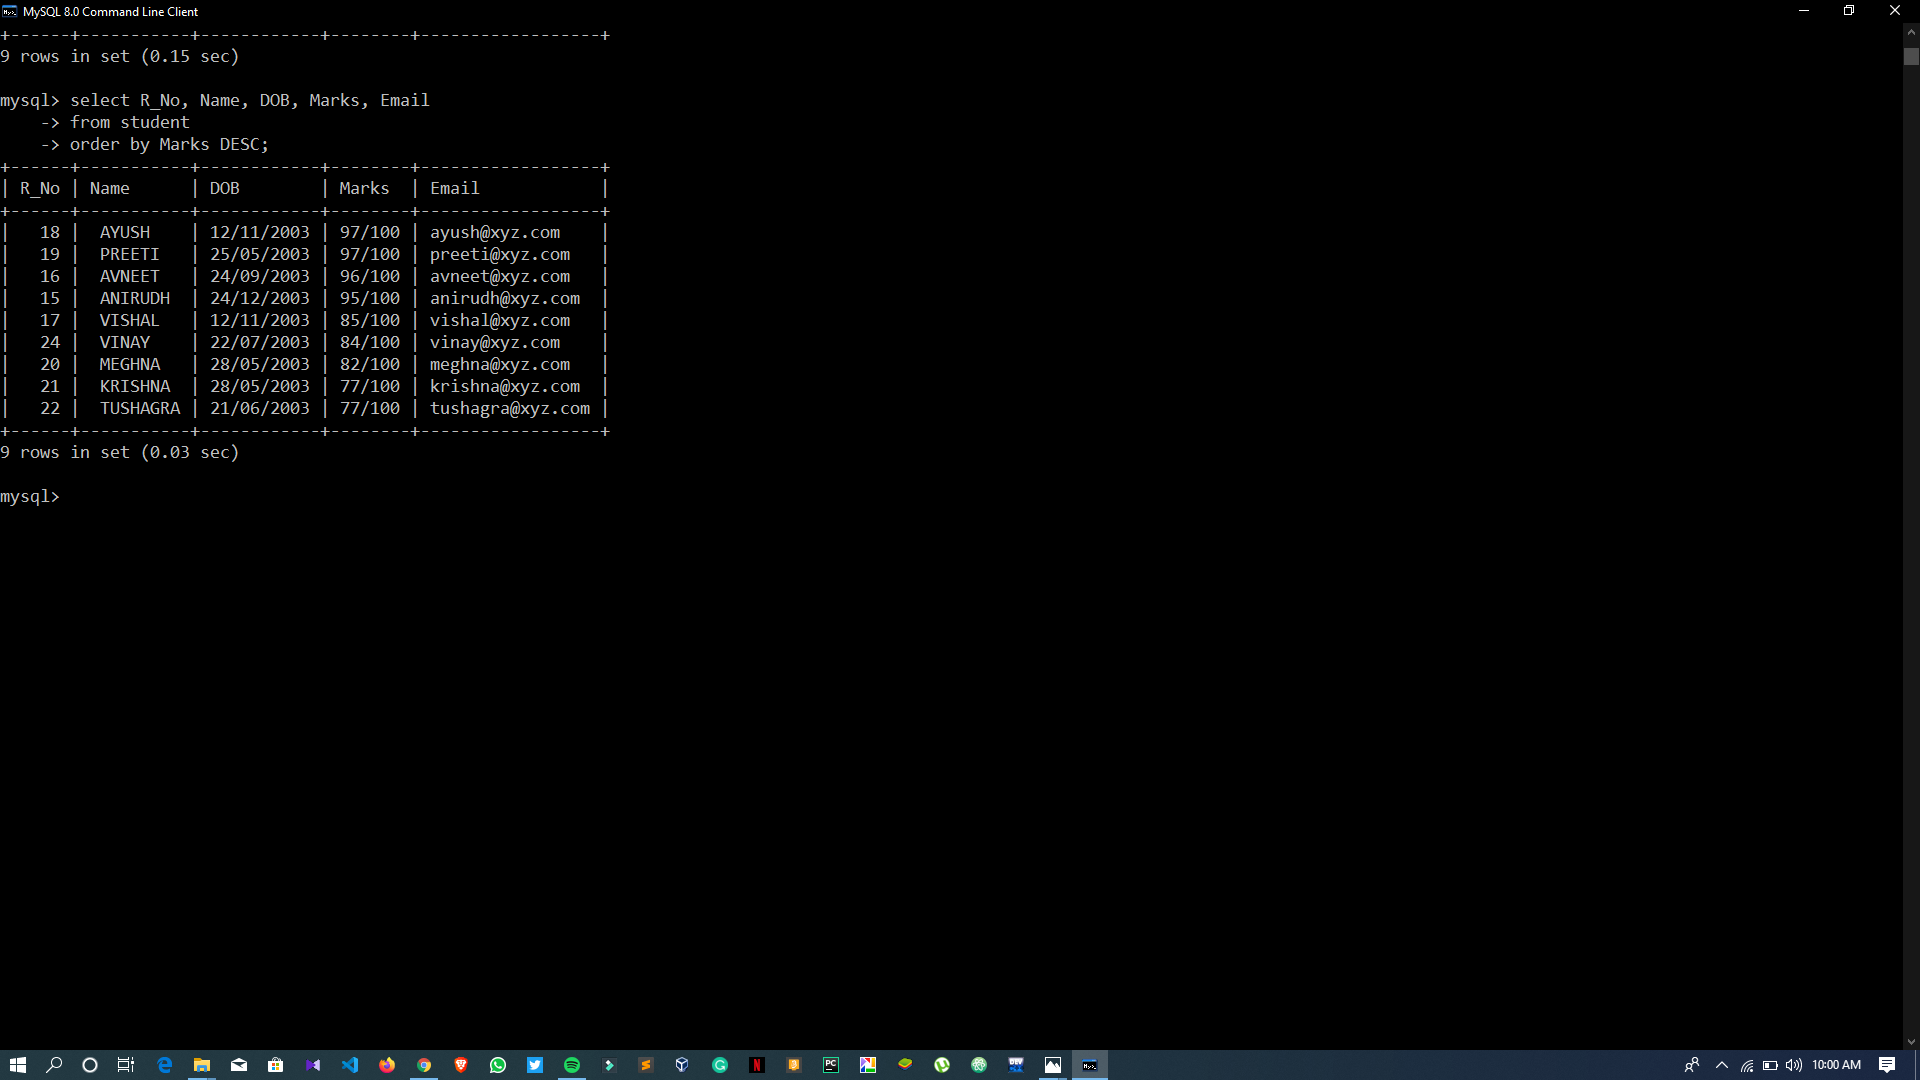 MySQL 8.0 Command Line Client
+------+-----------+------------+--------+------------------+
9 rows in set (0.15 sec)
mysql> select R_No, Name, DOB, Marks, Email
    -> from student
    -> order by Marks DESC;
+------+-----------+------------+--------+------------------+
| R_No | Name      | DOB        | Marks  | Email            |
+------+-----------+------------+--------+------------------+
|   18 |  AYUSH    | 12/11/2003 | 97/100 | ayush@xyz.com    |
|   19 |  PREETI   | 25/05/2003 | 97/100 | preeti@xyz.com   |
|   16 |  AVNEET   | 24/09/2003 | 96/100 | avneet@xyz.com   |
|   15 |  ANIRUDH  | 24/12/2003 | 95/100 | anirudh@xyz.com  |
|   17 |  VISHAL   | 12/11/2003 | 85/100 | vishal@xyz.com   |
|   24 |  VINAY    | 22/07/2003 | 84/100 | vinay@xyz.com    |
|   20 |  MEGHNA   | 28/05/2003 | 82/100 | meghna@xyz.com   |
|   21 |  KRISHNA  | 28/05/2003 | 77/100 | krishna@xyz.com  |
|   22 |  TUSHAGRA | 21/06/2003 | 77/100 | tushagra@xyz.com |
+------+-----------+------------+--------+------------------+
9 rows in set (0.03 sec)
mysql>
10:00 AM